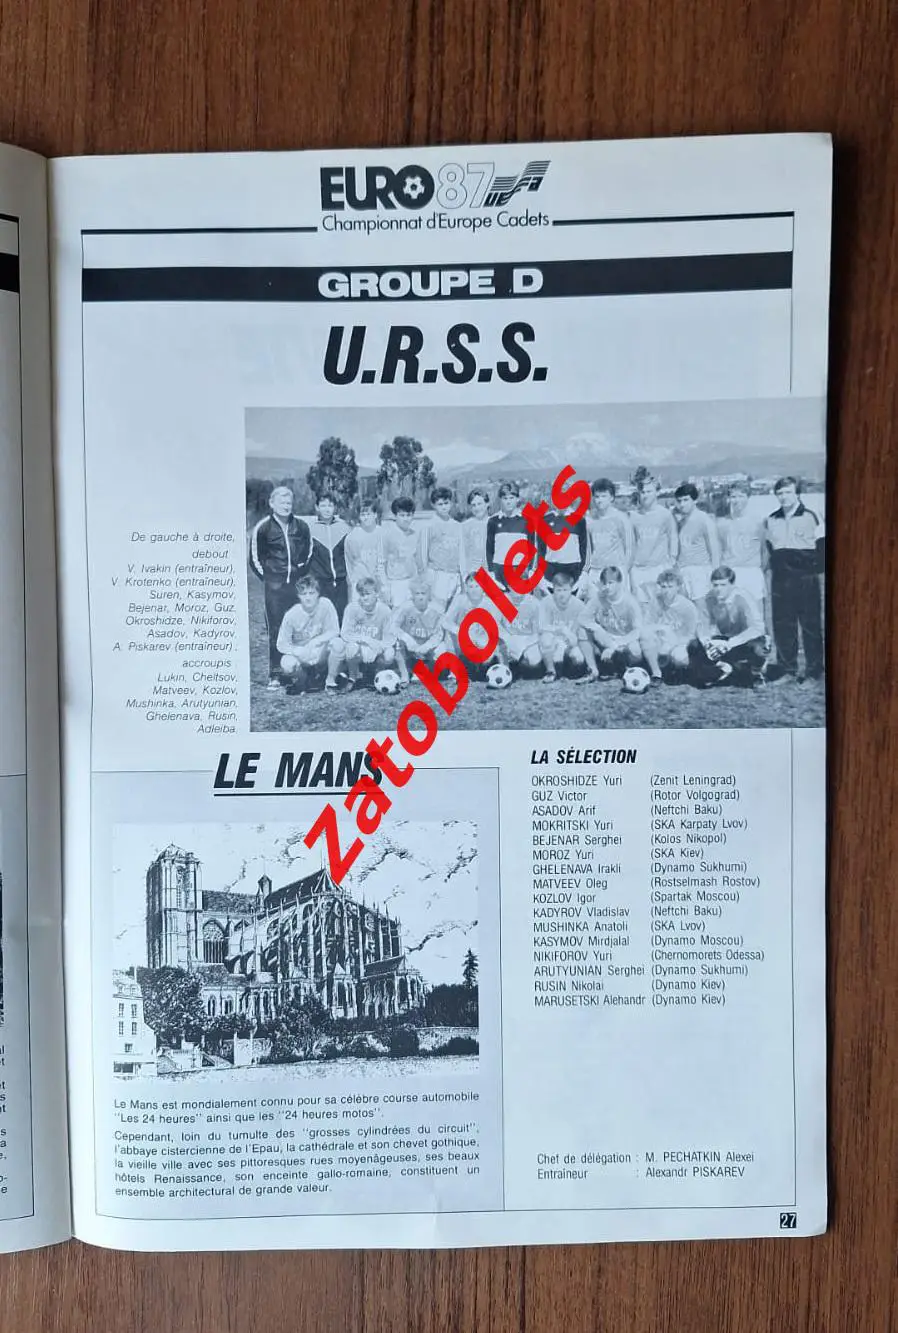 EURO 87 UEFA
Championnat d'Europe Cadets
GROUPE D
U.R.S.S.
De gauche à droite,
debout :
V. Ivakin (entraîneur),
V. Krotenko (entraîneur),
Suren, Kasymov,
Bejenar, Moroz, Guz,
Okroshidze, Nikiforov,
Asadov, Kadyrov,
A. Piskarev (entraîneur) ;
accroupis :
Lukin, Cheltsov,
Matveev, Kozlov,
Mushinka, Arutyunian,
Ghelenava, Rusin,
Adleiba.
Zatobolets
LE MANS
Le Mans est mondialement connu pour sa célèbre course automobile
"Les 24 heures" ainsi que les "24 heures motos".
Cependant, loin du tumulte des "grosses cylindrées du circuit",
l'abbaye cistercienne de l'Epau, la cathédrale et son chevet gothique,
la vieille ville avec ses pittoresques rues moyenâgeuses, ses beaux
hôtels Renaissance, son enceinte gallo-romaine, constituent un
ensemble architectural de grande valeur.
LA SÉLECTION
OKROSHIDZE Yuri (Zenit Leningrad)
GUZ Victor (Rotor Volgograd)
ASADOV Arif (Neftchi Baku)
MOKRITSKI Yuri (SKA Karpaty Lvov)
BEJENAR Serghei (Kolos Nikopol)
MOROZ Yuri (SKA Kiev)
GHELENAVA Irakli (Dynamo Sukhumi)
MATVEEV Oleg (Rostselmash Rostov)
KOZLOV Igor (Spartak Moscou)
KADYROV Vladislav (Neftchi Baku)
MUSHINKA Anatoli (SKA Lvov)
KASYMOV Mirdjalal (Dynamo Moscou)
NIKIFOROV Yuri (Chernomorets Odessa)
ARUTYUNIAN Serghei (Dynamo Sukhumi)
RUSIN Nikolai (Dynamo Kiev)
MARUSETSKI Alehandr (Dynamo Kiev)
Chef de délégation : M. PECHATKIN Alexei
Entraîneur : Alexandr PISKAREV
27